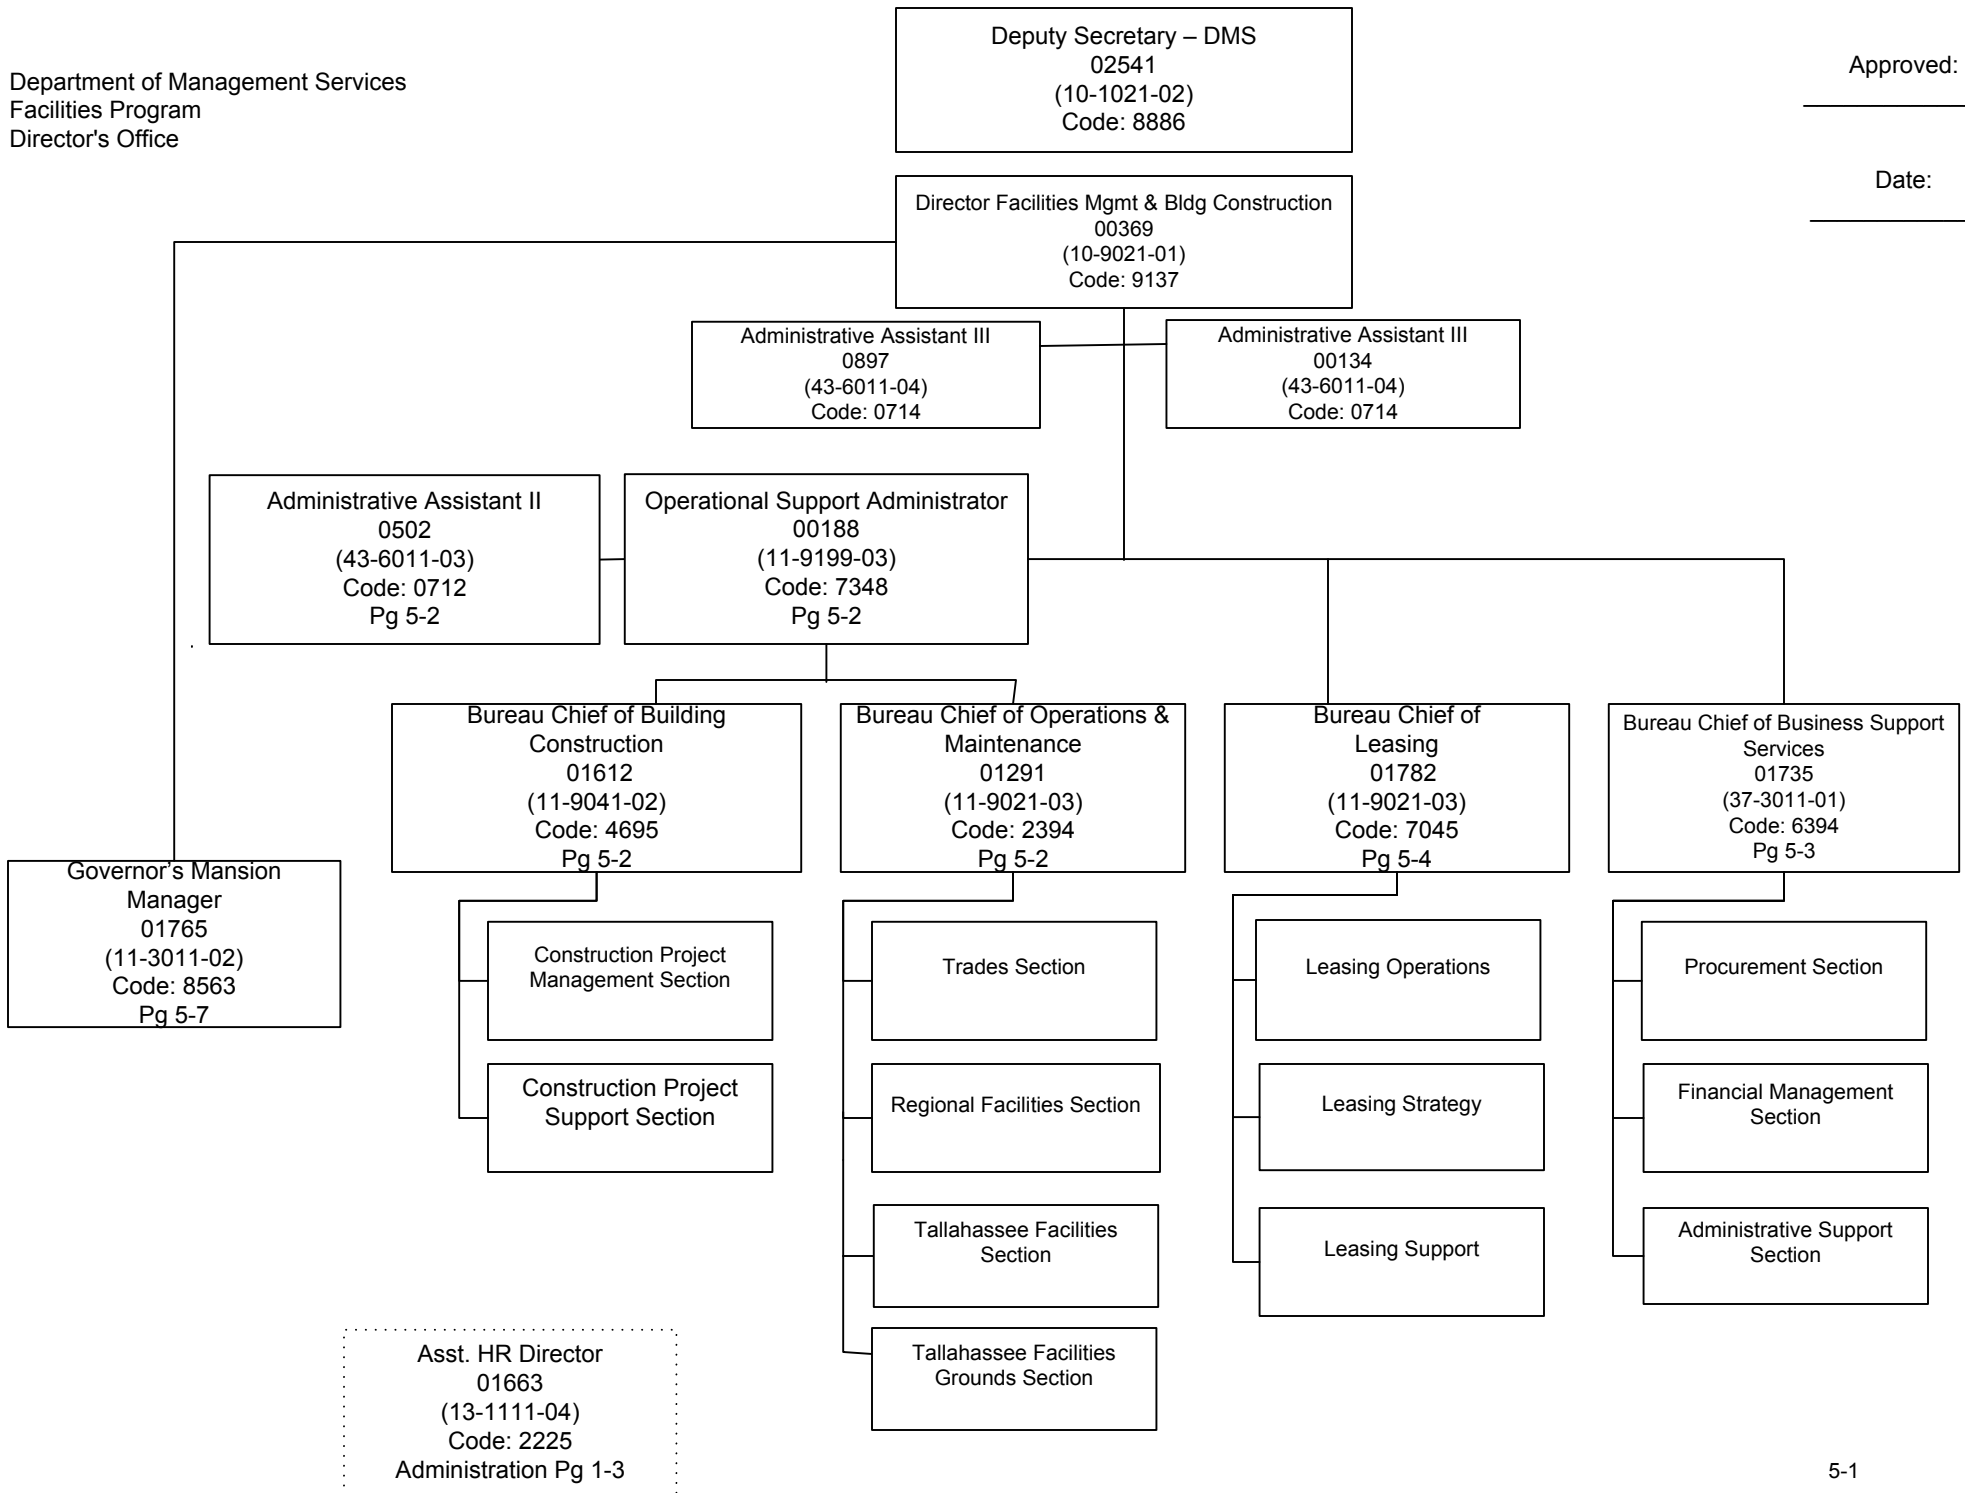 Department of Management Services
Facilities Program
Director's Office
Deputy Secretary – DMS
02541
(10-1021-02)
Code: 8886
Approved:
Date:
Director Facilities Mgmt & Bldg Construction
00369
(10-9021-01)
Code: 9137
Administrative Assistant III
0897
(43-6011-04)
Code: 0714
Administrative Assistant III
00134
(43-6011-04)
Code: 0714
Administrative Assistant II
0502
(43-6011-03)
Code: 0712
Pg 5-2
Operational Support Administrator
00188
(11-9199-03)
Code: 7348
Pg 5-2
Bureau Chief of Building
Construction
01612
(11-9041-02)
Code: 4695
Pg 5-2
Bureau Chief of Operations &
Maintenance
01291
(11-9021-03)
Code: 2394
Pg 5-2
Bureau Chief of
Leasing
01782
(11-9021-03)
Code: 7045
Pg 5-4
Bureau Chief of Business Support
Services
01735
(37-3011-01)
Code: 6394
Pg 5-3
Governor’s Mansion
Manager
01765
(11-3011-02)
Code: 8563
Pg 5-7
Construction Project
Management Section
Construction Project
Support Section
Trades Section
Regional Facilities Section
Tallahassee Facilities
Section
Tallahassee Facilities
Grounds Section
Leasing Operations
Leasing Strategy
Leasing Support
Procurement Section
Financial Management
Section
Administrative Support
Section
Asst. HR Director
01663
(13-1111-04)
Code: 2225
Administration Pg 1-3
5-1